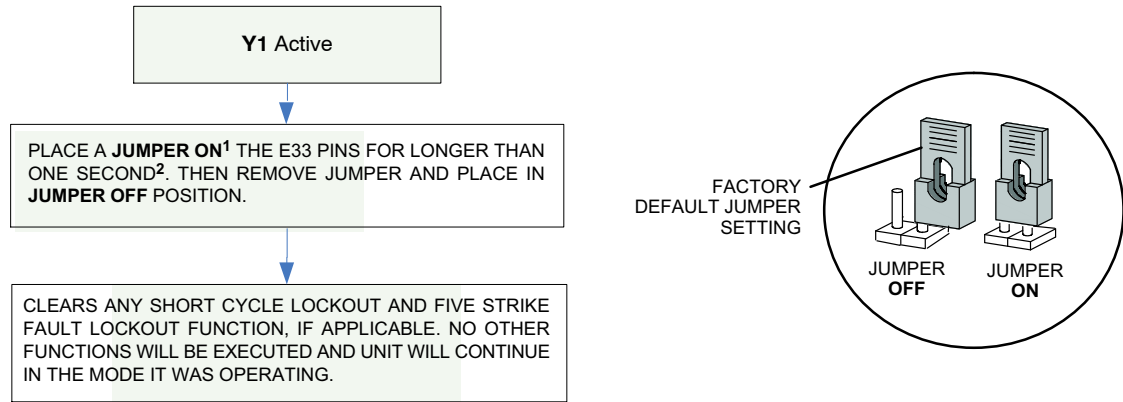 Y1 Active
PLACE A JUMPER ON¹ THE E33 PINS FOR LONGER THAN
ONE SECOND². THEN REMOVE JUMPER AND PLACE IN
JUMPER OFF POSITION.
CLEARS ANY SHORT CYCLE LOCKOUT AND FIVE STRIKE
FAULT LOCKOUT FUNCTION, IF APPLICABLE. NO OTHER
FUNCTIONS WILL BE EXECUTED AND UNIT WILL CONTINUE
IN THE MODE IT WAS OPERATING.
FACTORY
DEFAULT JUMPER
SETTING
JUMPER
OFF
JUMPER
ON